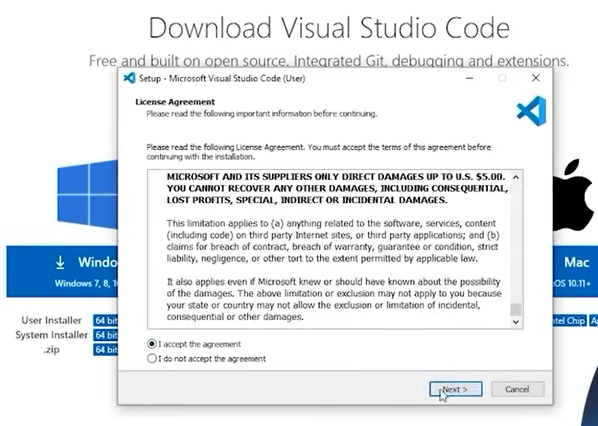 Download Visual Studio Code
Free and built on open source. Integrated Git, debugging and extensions.
Setup - Microsoft Visual Studio Code (User)
License Agreement
Please read the following important information before continuing.
Please read the following License Agreement. You must accept the terms of this agreement before
continuing with the installation.
MICROSOFT AND ITS SUPPLIERS ONLY DIRECT DAMAGES UP TO U.S. $5.00.
YOU CANNOT RECOVER ANY OTHER DAMAGES, INCLUDING CONSEQUENTIAL,
LOST PROFITS, SPECIAL, INDIRECT OR INCIDENTAL DAMAGES.
This limitation applies to (a) anything related to the software, services, content
(including code) on third party Internet sites, or third party applications; and (b)
claims for breach of contract, breach of warranty, guarantee or condition, strict
liability, negligence, or other tort to the extent permitted by applicable law.
It also applies even if Microsoft knew or should have known about the possibility
of the damages. The above limitation or exclusion may not apply to you because
your state or country may not allow the exclusion or limitation of incidental,
consequential or other damages.
I accept the agreement
I do not accept the agreement
Next >
Cancel
Windo
Windows 7, 8, 1
Mac
OS 10.11+
User Installer 64 bit
System Installer 64 bit
.zip 64 bit
ntel Chip